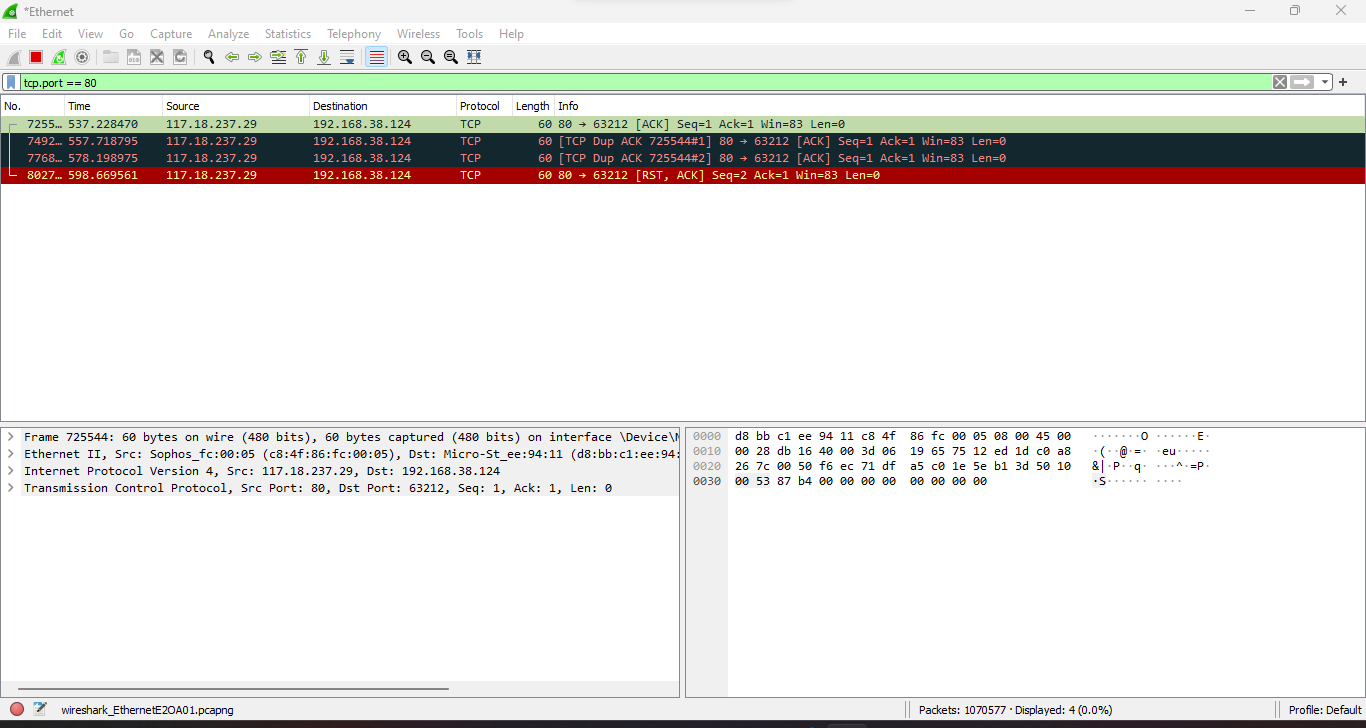 *Ethernet
File Edit View Go Capture Analyze Statistics Telephony Wireless Tools Help
tcp.port == 80
No. Time Source Destination Protocol Length Info
7255… 537.228470 117.18.237.29 192.168.38.124 TCP 60 80 → 63212 [ACK] Seq=1 Ack=1 Win=83 Len=0
7492… 557.718795 117.18.237.29 192.168.38.124 TCP 60 [TCP Dup ACK 725544#1] 80 → 63212 [ACK] Seq=1 Ack=1 Win=83 Len=0
7768… 578.198975 117.18.237.29 192.168.38.124 TCP 60 [TCP Dup ACK 725544#2] 80 → 63212 [ACK] Seq=1 Ack=1 Win=83 Len=0
8027… 598.669561 117.18.237.29 192.168.38.124 TCP 60 80 → 63212 [RST, ACK] Seq=2 Ack=1 Win=83 Len=0
Frame 725544: 60 bytes on wire (480 bits), 60 bytes captured (480 bits) on interface \Device\N
Ethernet II, Src: Sophos_fc:00:05 (c8:4f:86:fc:00:05), Dst: Micro-St_ee:94:11 (d8:bb:c1:ee:94:
Internet Protocol Version 4, Src: 117.18.237.29, Dst: 192.168.38.124
Transmission Control Protocol, Src Port: 80, Dst Port: 63212, Seq: 1, Ack: 1, Len: 0
0000 d8 bb c1 ee 94 11 c8 4f 86 fc 00 05 08 00 45 00 ·······O ······E·
0010 00 28 db 16 40 00 3d 06 19 65 75 12 ed 1d c0 a8 ·(··@·=· ·eu·····
0020 26 7c 00 50 f6 ec 71 df a5 c0 1e 5e b1 3d 50 10 &|·P··q· ···^·=P·
0030 00 53 87 b4 00 00 00 00 00 00 00 00 ·S······ ····
wireshark_EthernetE2OA01.pcapng
Packets: 1070577 · Displayed: 4 (0.0%)
Profile: Default